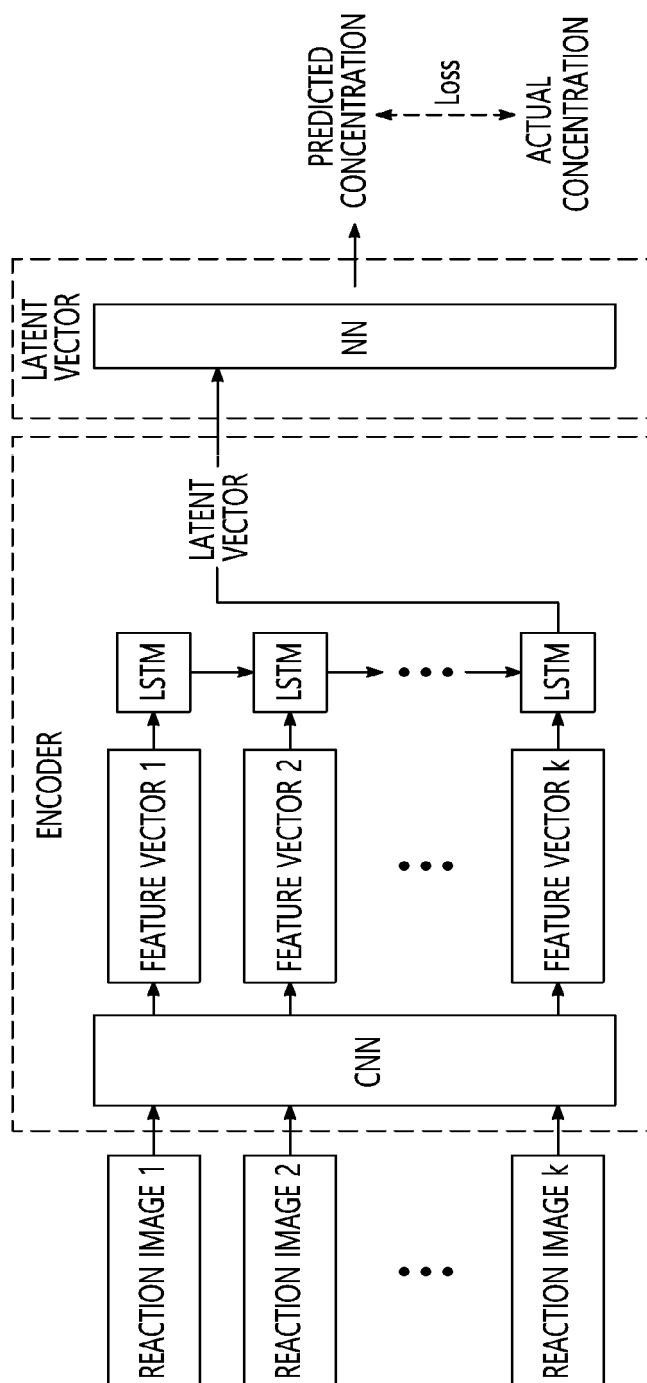 REACTION IMAGE 1
REACTION IMAGE 2
REACTION IMAGE k
ENCODER
CNN
FEATURE VECTOR 1
FEATURE VECTOR 2
FEATURE VECTOR k
LSTM
LSTM
LSTM
LATENT
VECTOR
LATENT
VECTOR
NN
PREDICTED
CONCENTRATION
Loss
ACTUAL
CONCENTRATION